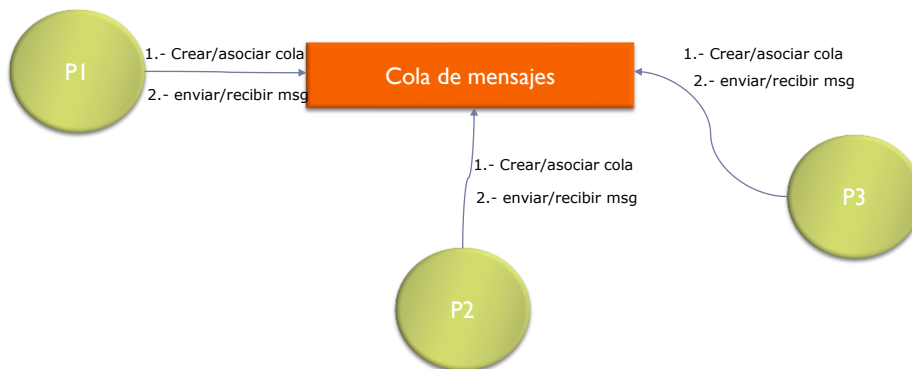 P1
1.- Crear/asociar cola
2.- enviar/recibir msg
Cola de mensajes
1.- Crear/asociar cola
2.- enviar/recibir msg
P3
1.- Crear/asociar cola
2.- enviar/recibir msg
P2